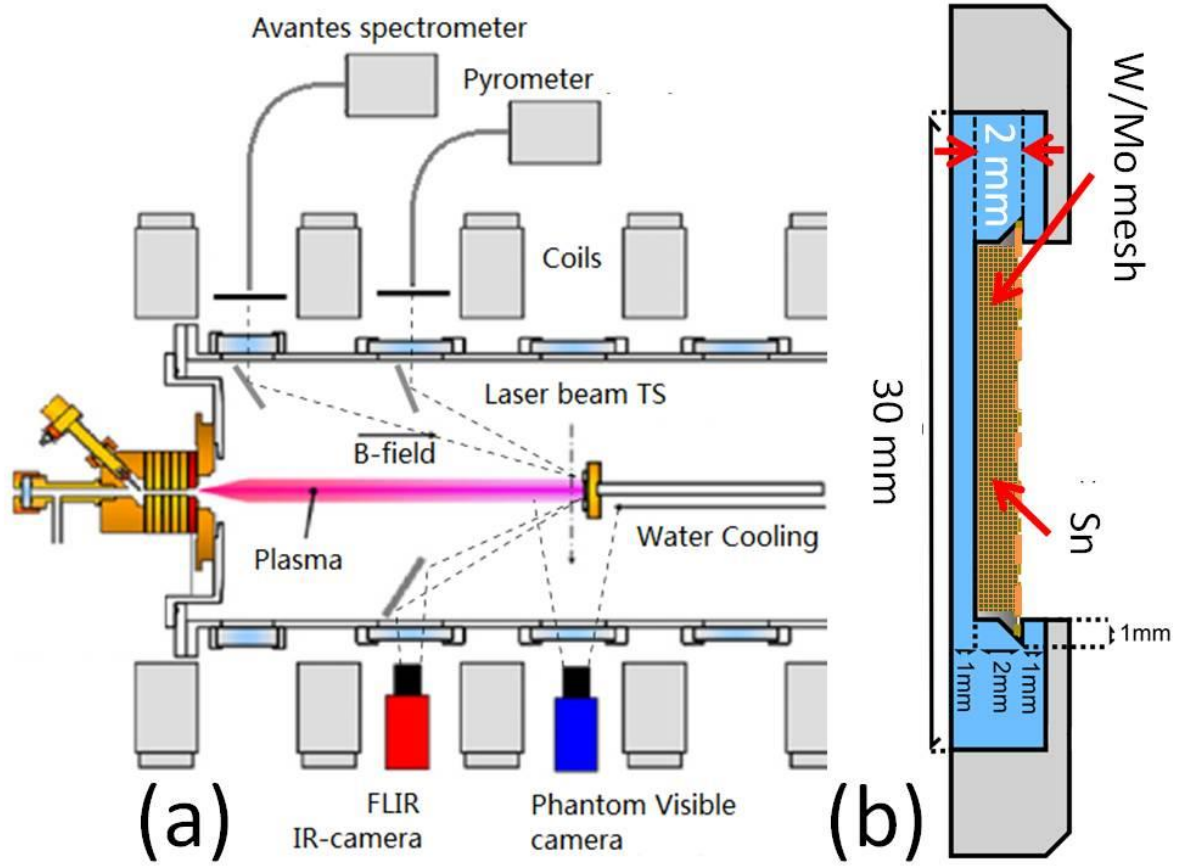 Avantes spectrometer
Pyrometer
Coils
Laser beam TS
B-field
Plasma
Water Cooling
FLIR
IR-camera
Phantom Visible
camera
(a)
W/Mo mesh
2 mm
30 mm
Sn
1mm
1mm
2mm
1mm
(b)